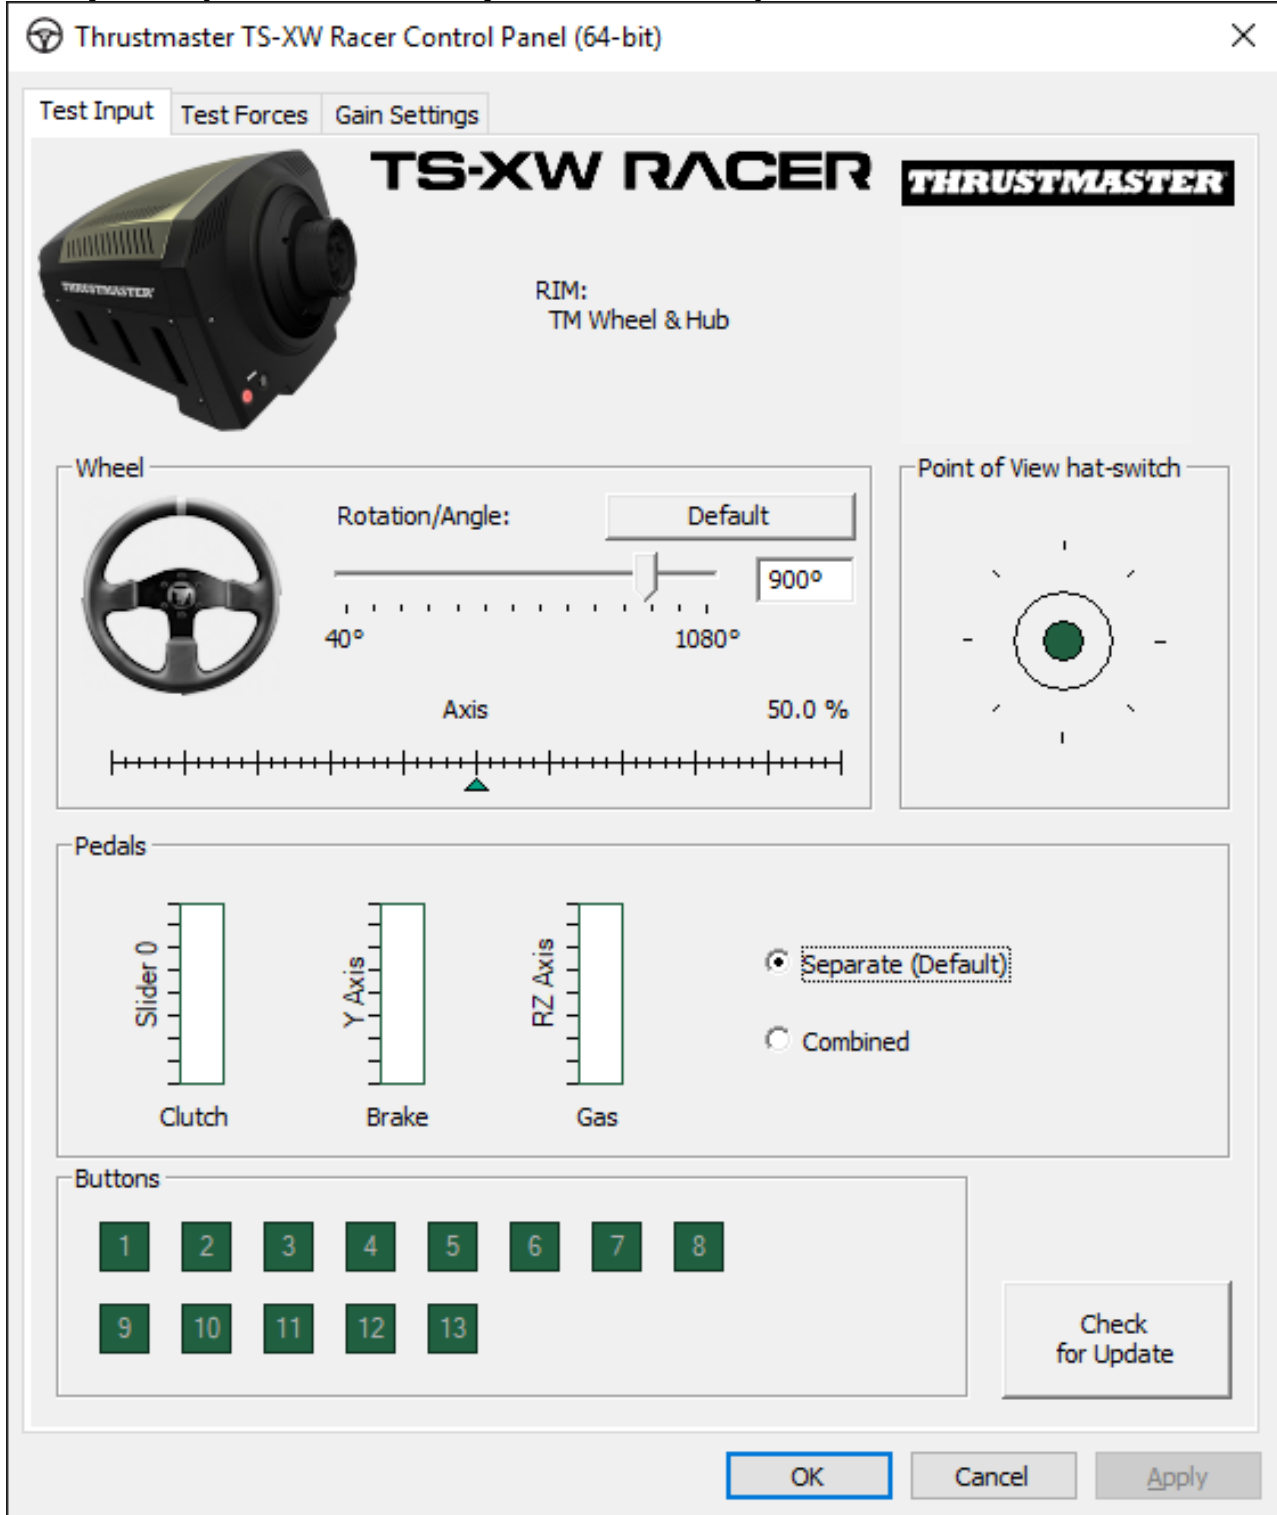 Thrustmaster TS-XW Racer Control Panel (64-bit)
Test Input
Test Forces
Gain Settings
TS-XW RACER
THRUSTMASTER
THRUSTMASTER
RIM:
TM Wheel & Hub
Wheel
Rotation/Angle:
Default
900°
40°
1080°
Axis
50.0 %
Point of View hat-switch
Pedals
Slider 0
Y Axis
RZ Axis
Clutch
Brake
Gas
Separate (Default)
Combined
Buttons
1 2 3 4 5 6 7 8
9 10 11 12 13
Check
for Update
OK
Cancel
Apply